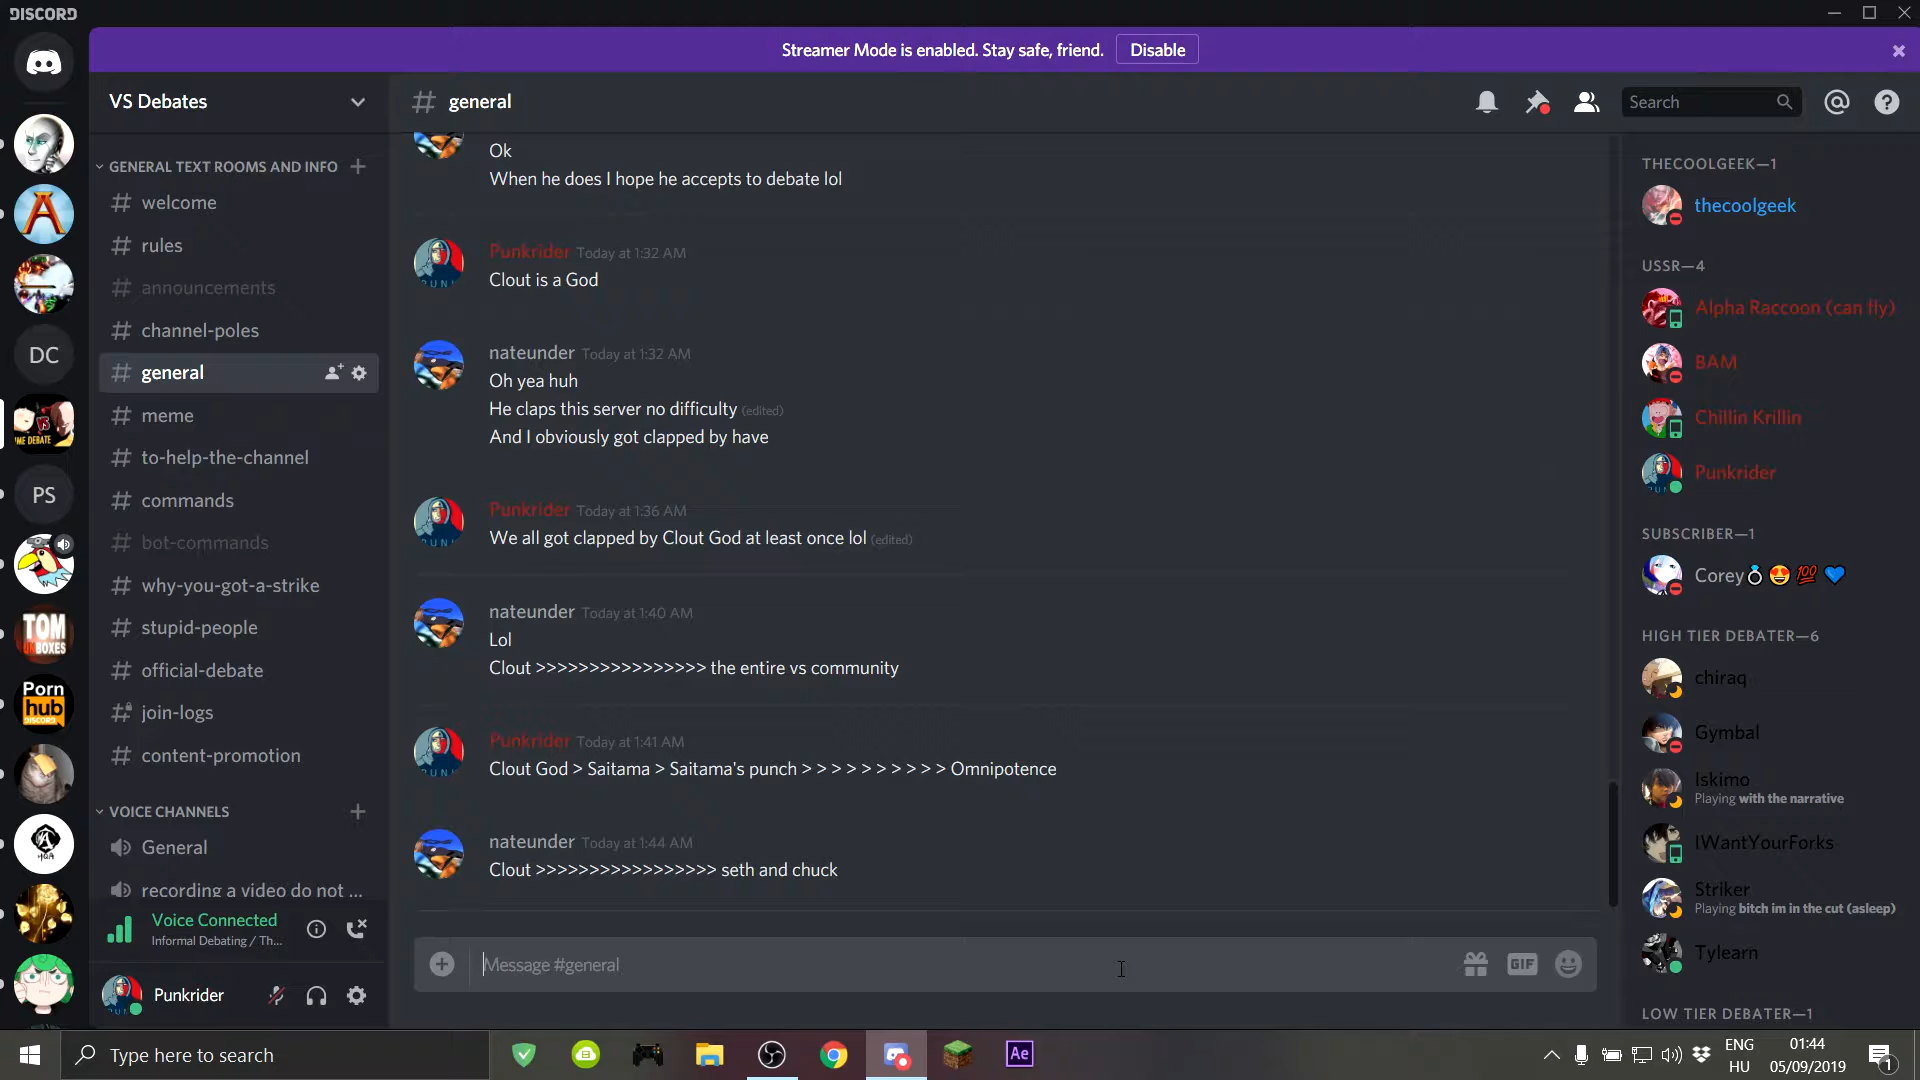 DISCORD
Streamer Mode is enabled. Stay safe, friend.
Disable
VS Debates
# general
Search
GENERAL TEXT ROOMS AND INFO
# welcome
# rules
# announcements
# channel-poles
# general
# meme
# to-help-the-channel
# commands
# bot-commands
# why-you-got-a-strike
# stupid-people
# official-debate
# join-logs
# content-promotion
VOICE CHANNELS
General
recording a video do not ...
Voice Connected
Informal Debating / Th...
Punkrider
DC
VS
ME DEBATE
PS
TOM
BOXES
Porn
hub
DISCORD
Ok
When he does I hope he accepts to debate lol
Punkrider Today at 1:32 AM
Clout is a God
nateunder Today at 1:32 AM
Oh yea huh
He claps this server no difficulty (edited)
And I obviously got clapped by have
Punkrider Today at 1:36 AM
We all got clapped by Clout God at least once lol (edited)
nateunder Today at 1:40 AM
Lol
Clout >>>>>>>>>>>>>>>> the entire vs community
Punkrider Today at 1:41 AM
Clout God > Saitama > Saitama's punch > > > > > > > > > > Omnipotence
nateunder Today at 1:44 AM
Clout >>>>>>>>>>>>>>>>> seth and chuck
Message #general
GIF
THECOOLGEEK—1
thecoolgeek
USSR—4
Alpha Raccoon (can fly)
BAM
Chillin Krillin
Punkrider
SUBSCRIBER—1
Corey💍😍💯💙
HIGH TIER DEBATER—6
chiraq
Gymbal
Iskimo
Playing with the narrative
IWantYourForks
Striker
Playing bitch im in the cut (asleep)
Tylearn
LOW TIER DEBATER—1
Type here to search
Ae
ENG
HU
01:44
05/09/2019
1